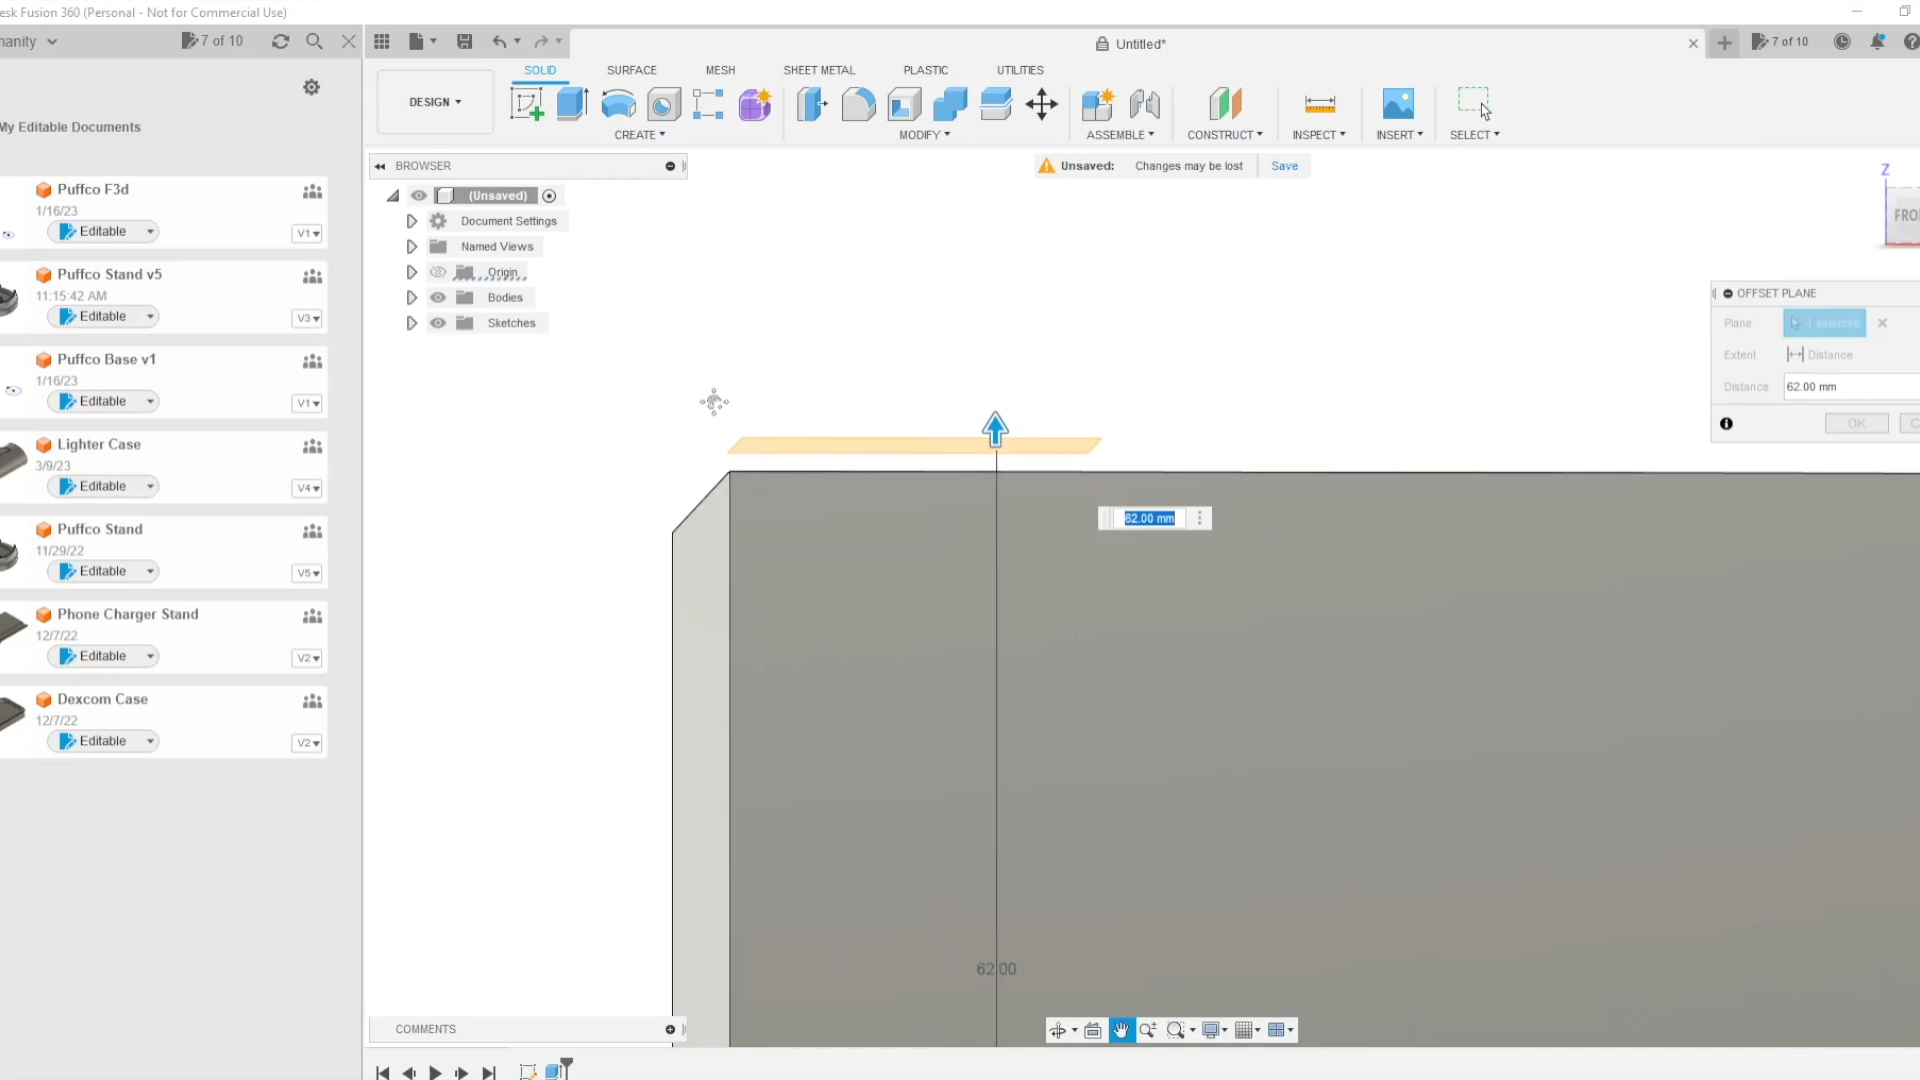 esk Fusion 360 (Personal - Not for Commercial Use)
manity
7 of 10
Untitled*
7 of 10
My Editable Documents
Puffco F3d
1/16/23
Editable
V1
Puffco Stand v5
11:15:42 AM
Editable
V3
Puffco Base v1
1/16/23
Editable
V1
Lighter Case
3/9/23
Editable
V4
Puffco Stand
11/29/22
Editable
V5
Phone Charger Stand
12/7/22
Editable
V2
Dexcom Case
12/7/22
Editable
V2
SOLID
SURFACE
MESH
SHEET METAL
PLASTIC
UTILITIES
DESIGN
CREATE
MODIFY
ASSEMBLE
CONSTRUCT
INSPECT
INSERT
SELECT
BROWSER
Unsaved: Changes may be lost Save
(Unsaved)
Document Settings
Named Views
Origin
Bodies
Sketches
Z
FRO
OFFSET PLANE
Plane 1 selected
Extent Distance
Distance 62.00 mm
OK C
62.00 mm
62.00
COMMENTS